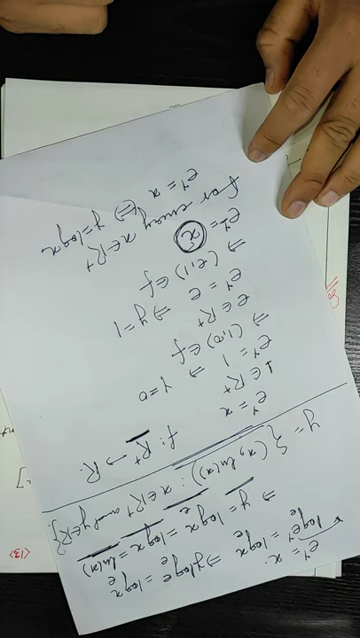 e^y = x.
log_e e^y = log_e x ⇒ y log_e e = log_e x
⇒ y = log_e x = log x = ln(x)
y = { (x, ln(x)) : x ∈ R⁺ and y ∈ R }
f: R⁺ → R.
e^y = x
1 ∈ R⁺
e^y = 1 ⇒ y = 0
⇒ (1, 0) ∈ f
e ∈ R⁺
e^y = e ⇒ y = 1
⇒ (e, 1) ∈ f
e^y = x
for every x ∈ R⁺
e^y = x ⇔ y = log x
(13)